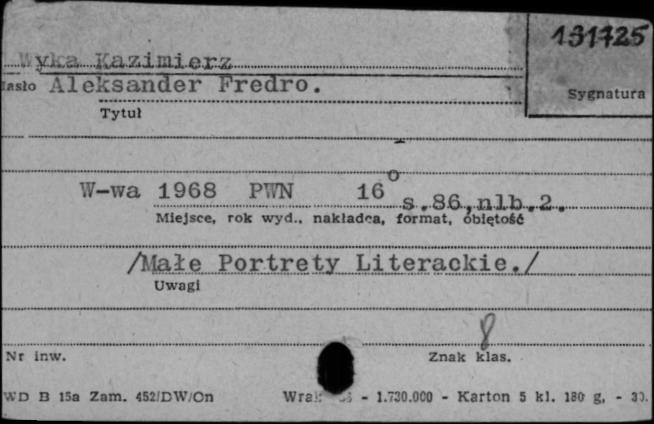 131725
Wyka Kazimierz
Hasło Aleksander Fredro.
Sygnatura
Tytuł
W-wa 1968 PWN 16° s.86,nlb.2.
Miejsce, rok wyd., nakładca, format, objętość
/Małe Portrety Literackie./
Uwagi
8
Nr inw.
Znak klas.
WD B 15a Zam. 452/DW/On - 1.730.000 - Karton 5 kl. 180 g, - 30.